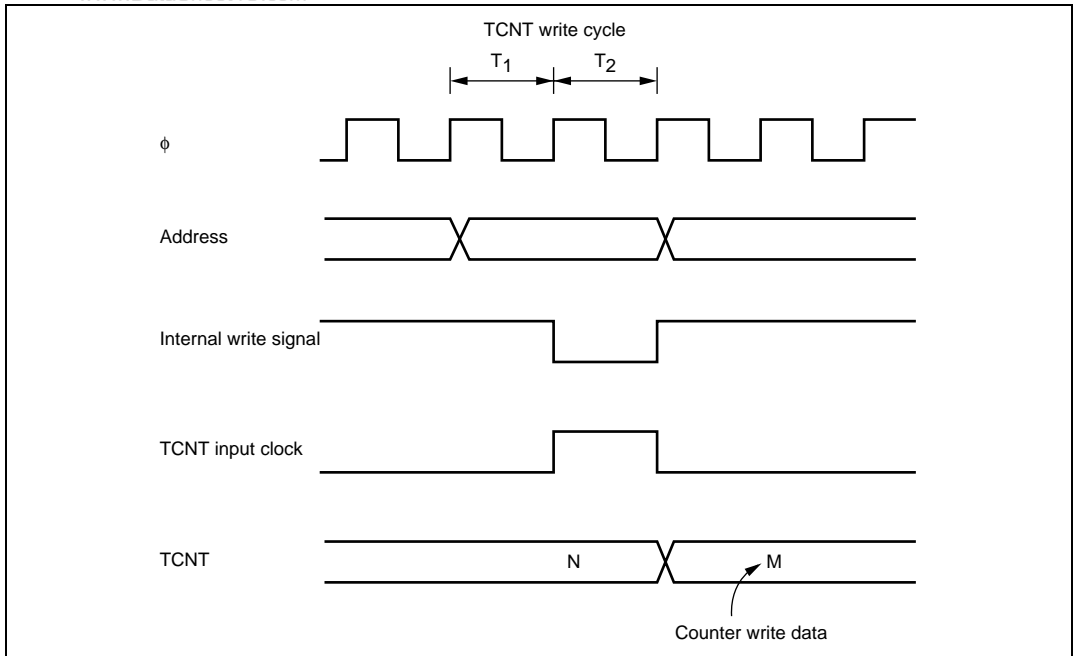 TCNT write cycle
T1 T2
ϕ
Address
Internal write signal
TCNT input clock
TCNT
N M
Counter write data